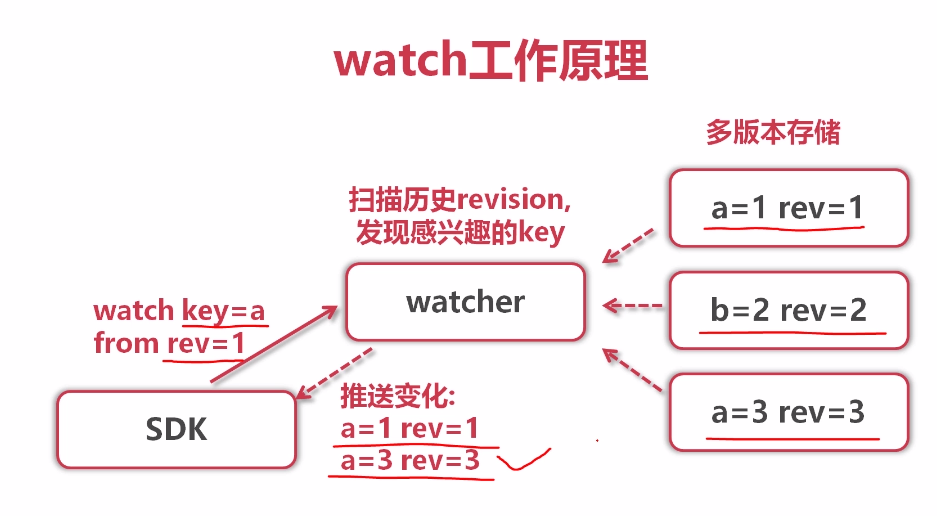 watch工作原理
多版本存储
a=1 rev=1
扫描历史revision,
发现感兴趣的key
watcher
b=2 rev=2
watch key=a
from rev=1
a=3 rev=3
SDK
推送变化:
a=1 rev=1
a=3 rev=3